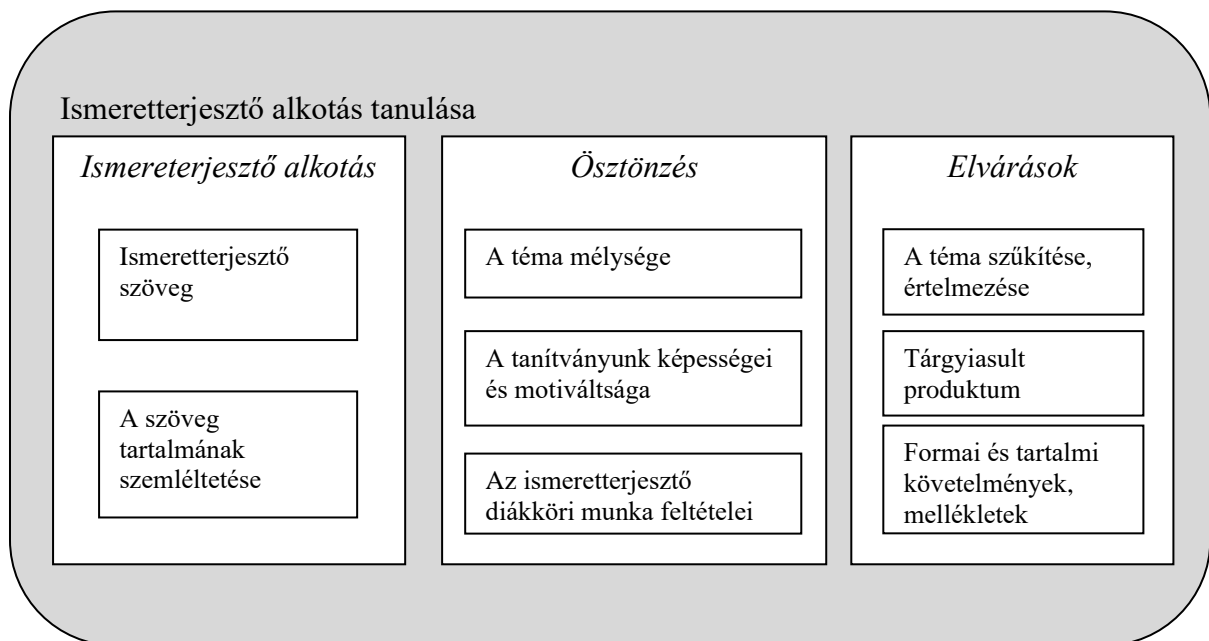 Ismeretterjesztő alkotás tanulása
Ismereterjesztő alkotás
Ismeretterjesztő
szöveg
A szöveg
tartalmának
szemléltetése
Ösztönzés
A téma mélysége
A tanítványunk képességei
és motiváltsága
Az ismeretterjesztő
diákköri munka feltételei
Elvárások
A téma szűkítése,
értelmezése
Tárgyiasult
produktum
Formai és tartalmi
követelmények,
mellékletek